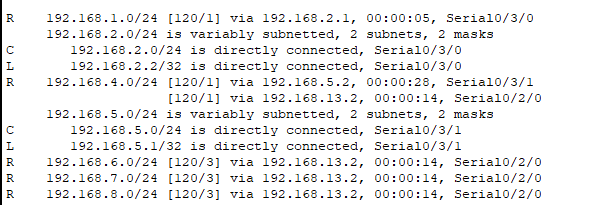 R    192.168.1.0/24 [120/1] via 192.168.2.1, 00:00:05, Serial0/3/0
     192.168.2.0/24 is variably subnetted, 2 subnets, 2 masks
C       192.168.2.0/24 is directly connected, Serial0/3/0
L       192.168.2.2/32 is directly connected, Serial0/3/0
R    192.168.4.0/24 [120/1] via 192.168.5.2, 00:00:28, Serial0/3/1
                    [120/1] via 192.168.13.2, 00:00:14, Serial0/2/0
     192.168.5.0/24 is variably subnetted, 2 subnets, 2 masks
C       192.168.5.0/24 is directly connected, Serial0/3/1
L       192.168.5.1/32 is directly connected, Serial0/3/1
R    192.168.6.0/24 [120/3] via 192.168.13.2, 00:00:14, Serial0/2/0
R    192.168.7.0/24 [120/3] via 192.168.13.2, 00:00:14, Serial0/2/0
R    192.168.8.0/24 [120/3] via 192.168.13.2, 00:00:14, Serial0/2/0